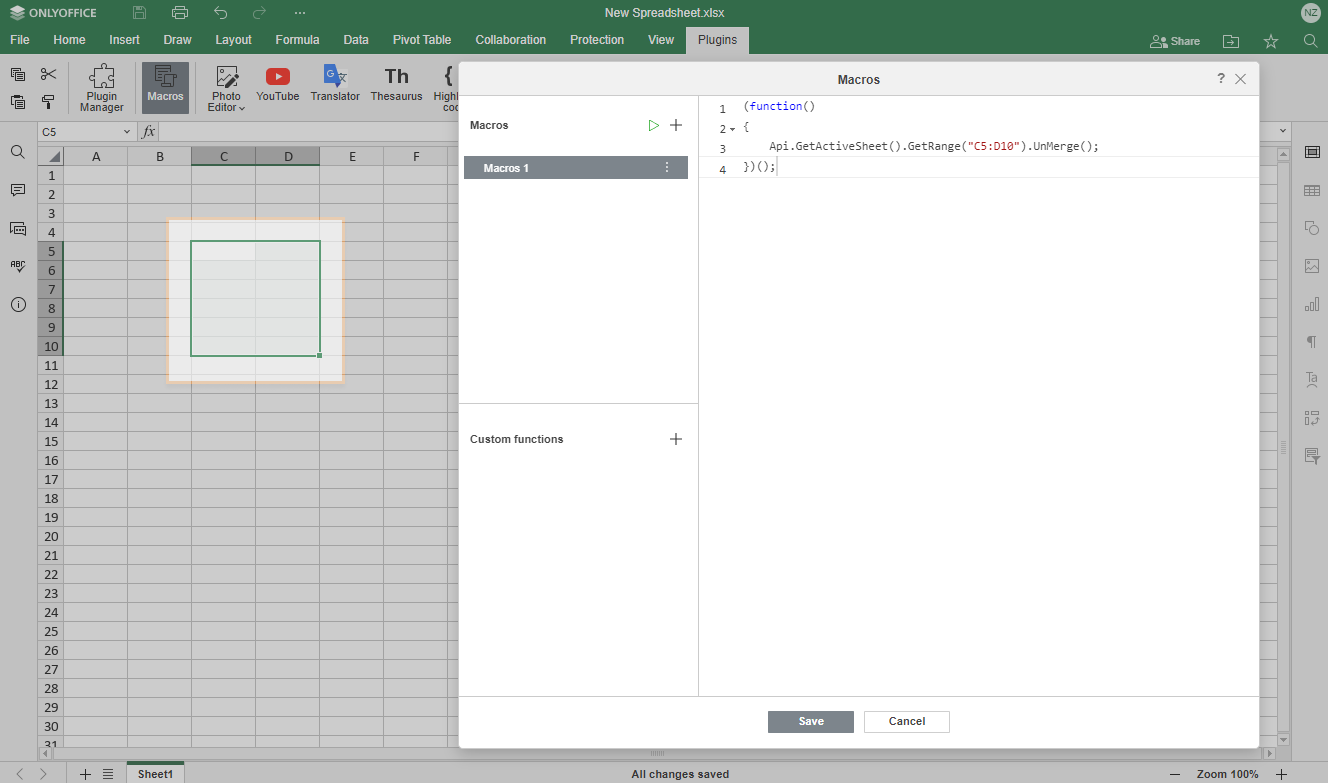 ONLYOFFICE
New Spreadsheet.xlsx
NZ
File Home Insert Draw Layout Formula Data Pivot Table Collaboration Protection View Plugins
Share
Plugin Manager
Macros
Photo Editor
YouTube
Translator
Th
Thesaurus
C5
fx
A B C D E F
1
2
3
4
5
6
7
8
9
10
11
12
13
14
15
16
17
18
19
20
21
22
23
24
25
26
27
28
29
30
31
ABC
Macros
?
Macros
Macros 1
Custom functions
1 (function()
2 {
3 Api.GetActiveSheet().GetRange("C5:D10").UnMerge();
4 })();
Save
Cancel
Sheet1
All changes saved
Zoom 100%